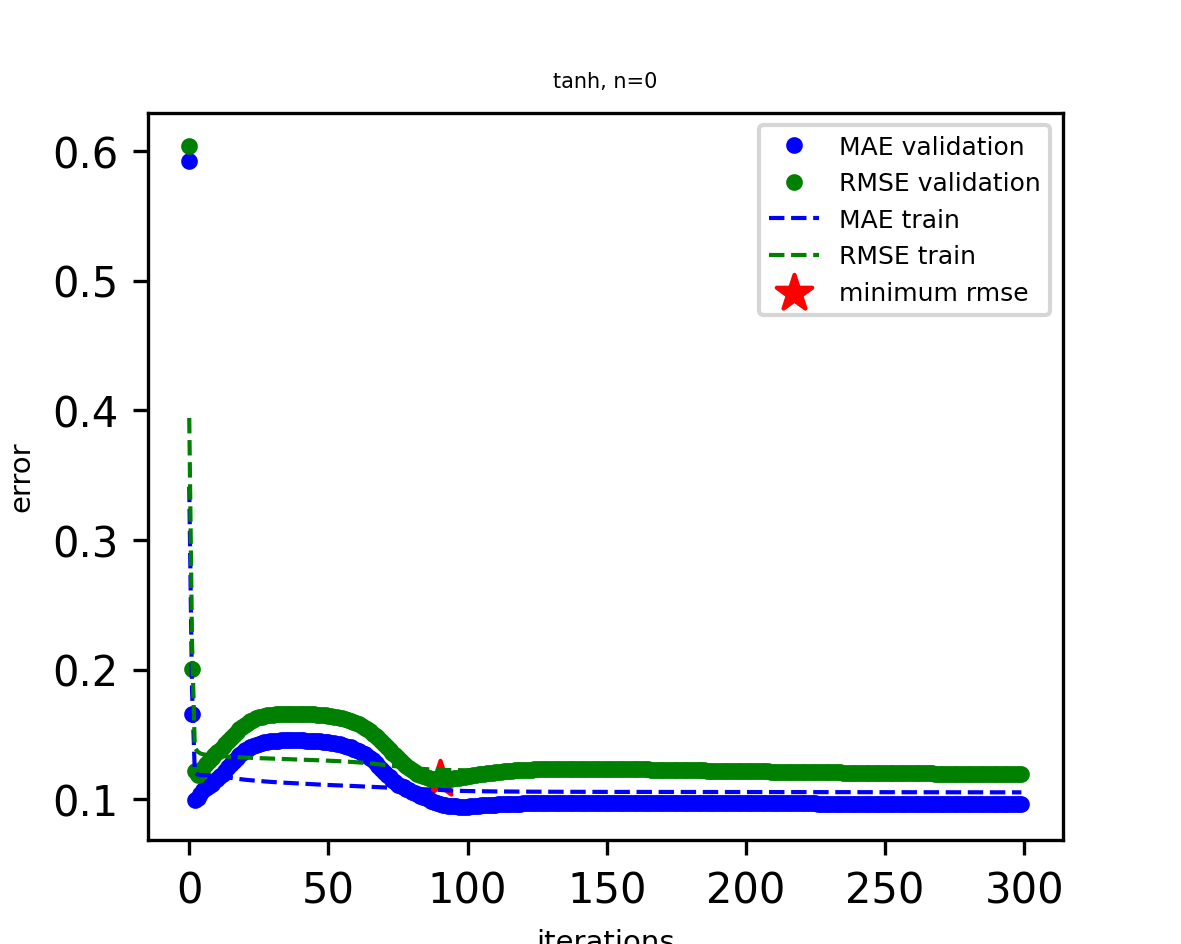 tanh, n=0
0.6
0.5
0.4
0.3
0.2
0.1
error
MAE validation
RMSE validation
MAE train
RMSE train
minimum rmse
0 50 100 150 200 250 300
iterations